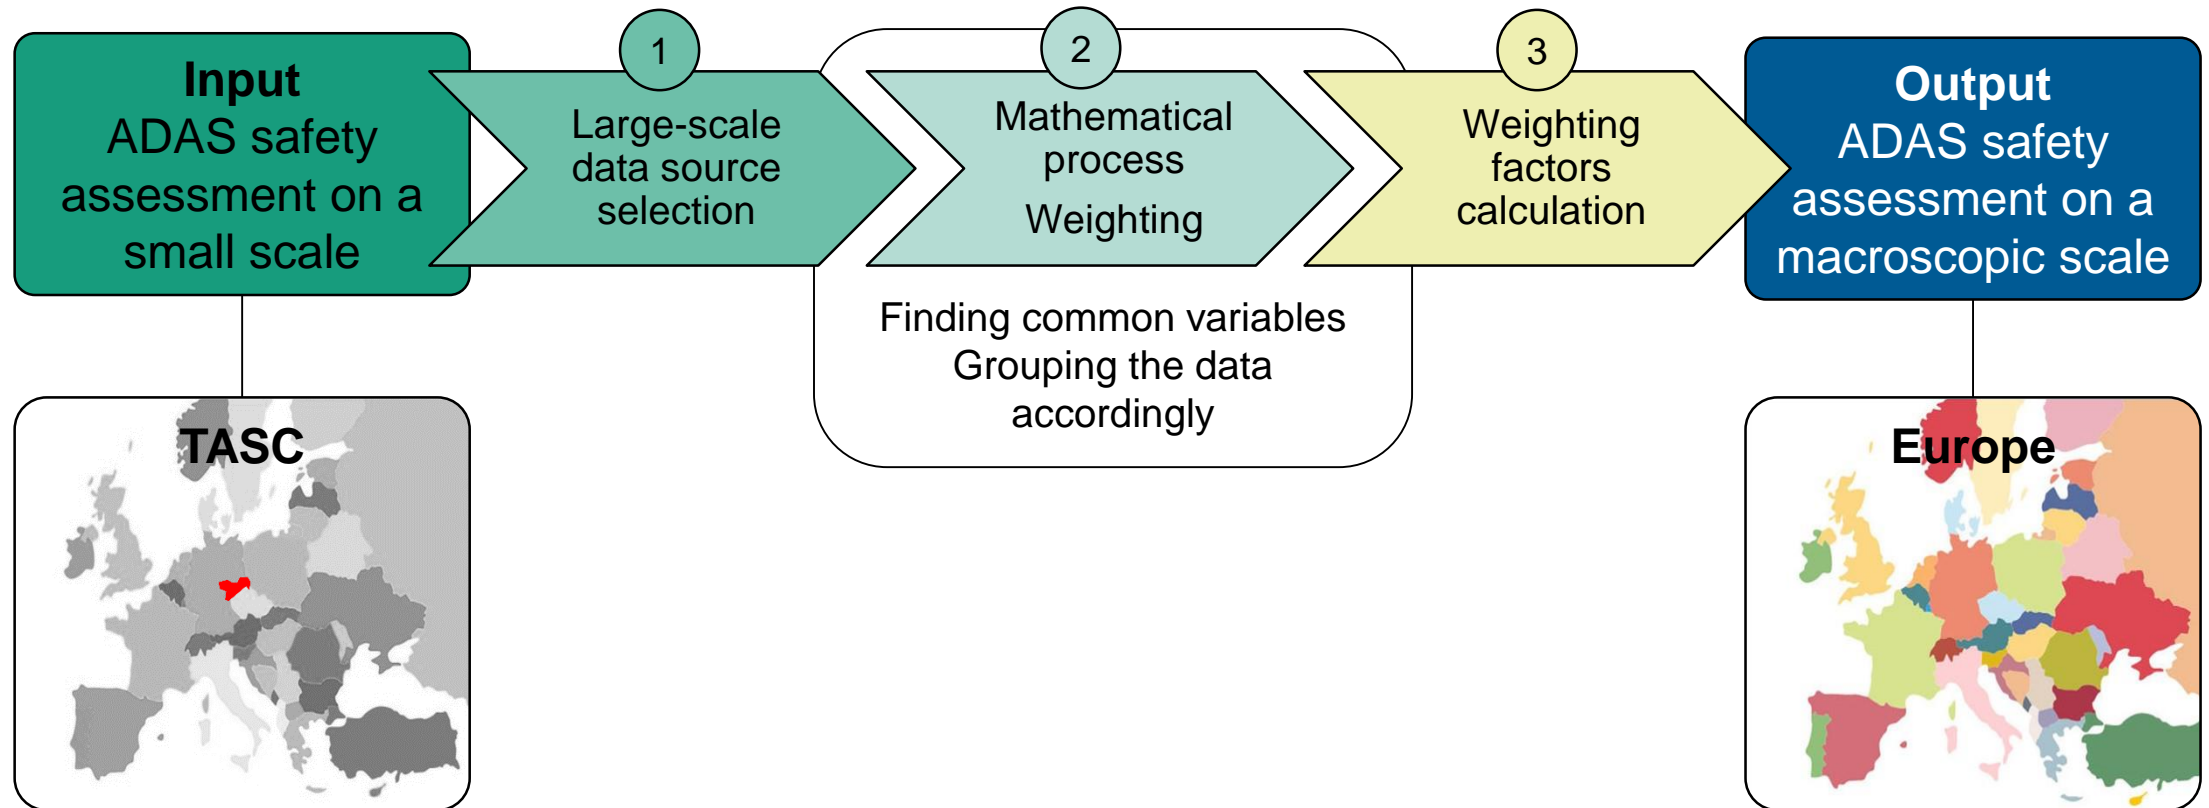 Input
ADAS safety
assessment on a
small scale
1
Large-scale
data source
selection
2
Mathematical
process
Weighting
3
Weighting
factors
calculation
Output
ADAS safety
assessment on a
macroscopic scale
Finding common variables
Grouping the data
accordingly
TASC
Europe